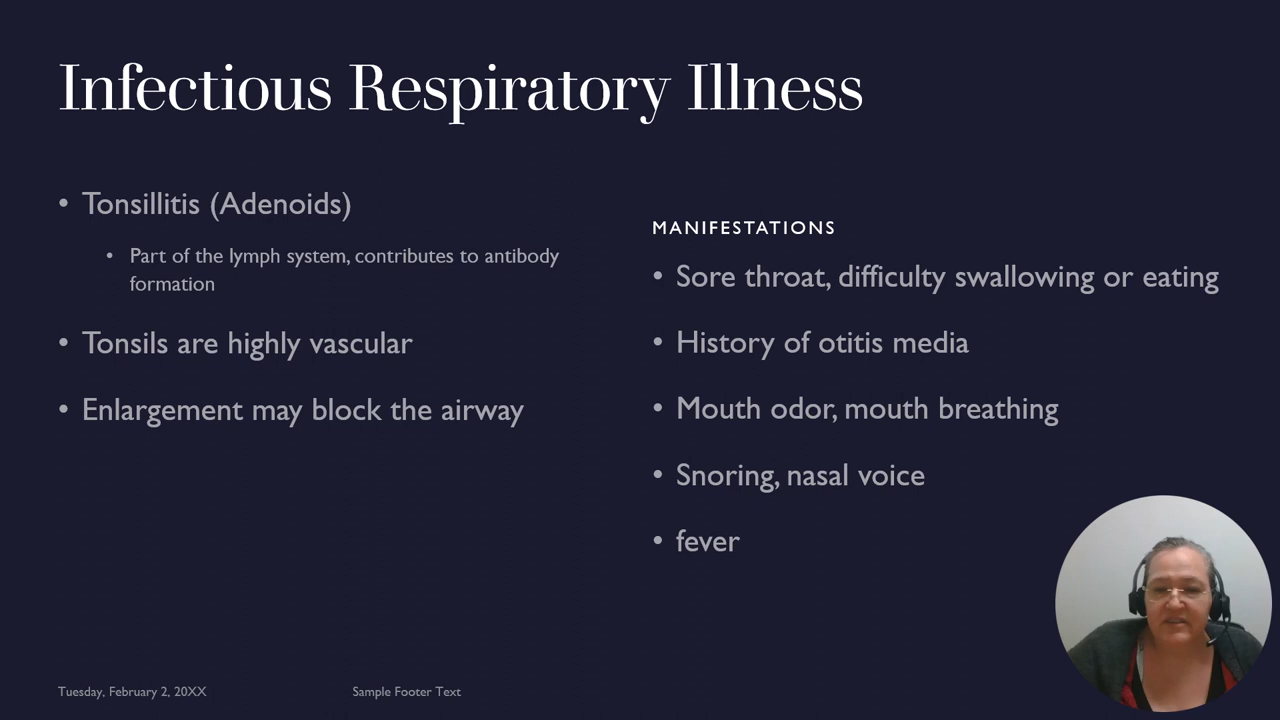 Infectious Respiratory Illness
• Tonsillitis (Adenoids)
• Part of the lymph system, contributes to antibody
formation
• Tonsils are highly vascular
• Enlargement may block the airway
MANIFESTATIONS
• Sore throat, difficulty swallowing or eating
• History of otitis media
• Mouth odor, mouth breathing
• Snoring, nasal voice
• fever
Tuesday, February 2, 20XX
Sample Footer Text